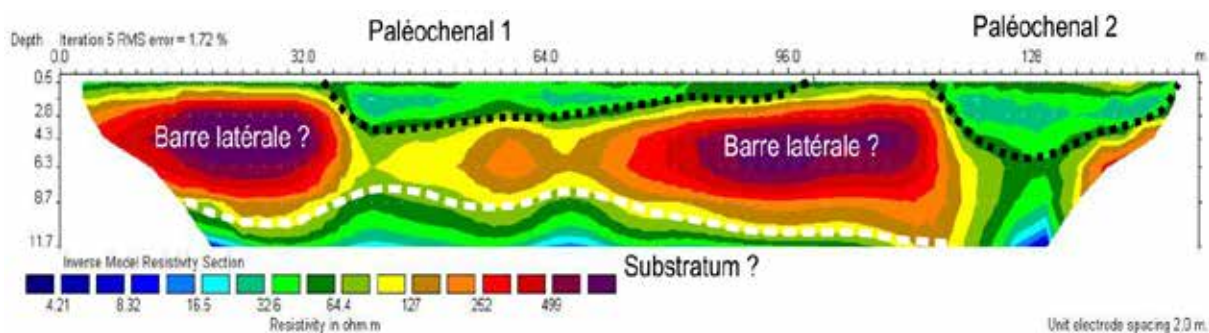 Paléochenal 1
Paléochenal 2
Depth Iteration 5 RMS error = 1.72 %
0.0 32.0 64.0 96.0 128 m
0.5
2.8
4.3
6.3
8.7
11.7
Barre latérale ?
Barre latérale ?
Inverse Model Resistivity Section
Substratum ?
4.21 8.32 16.5 32.6 64.4 127 252 499
Resistivity in ohm.m
Unit electrode spacing 2.0 m.